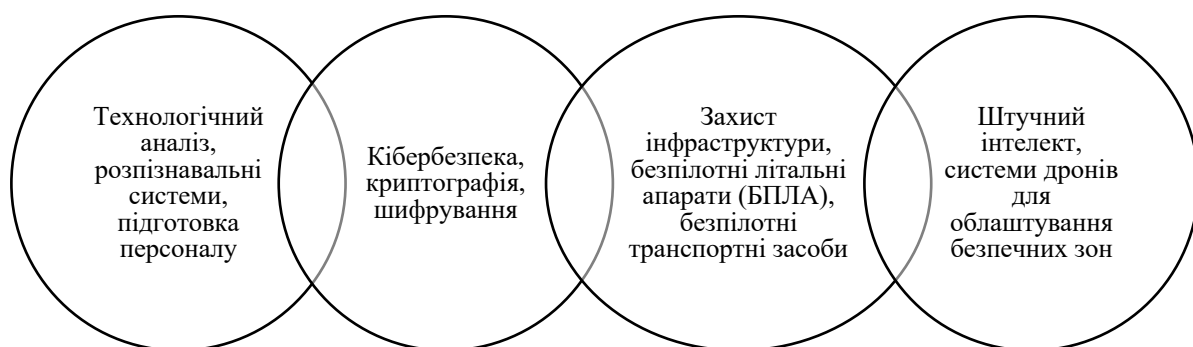 Технологічний
аналіз,
розпізнавальні
системи,
підготовка
персоналу
Кібербезпека,
криптографія,
шифрування
Захист
інфраструктури,
безпілотні літальні
апарати (БПЛА),
безпілотні
транспортні засоби
Штучний
інтелект,
системи дронів
для
облаштування
безпечних зон